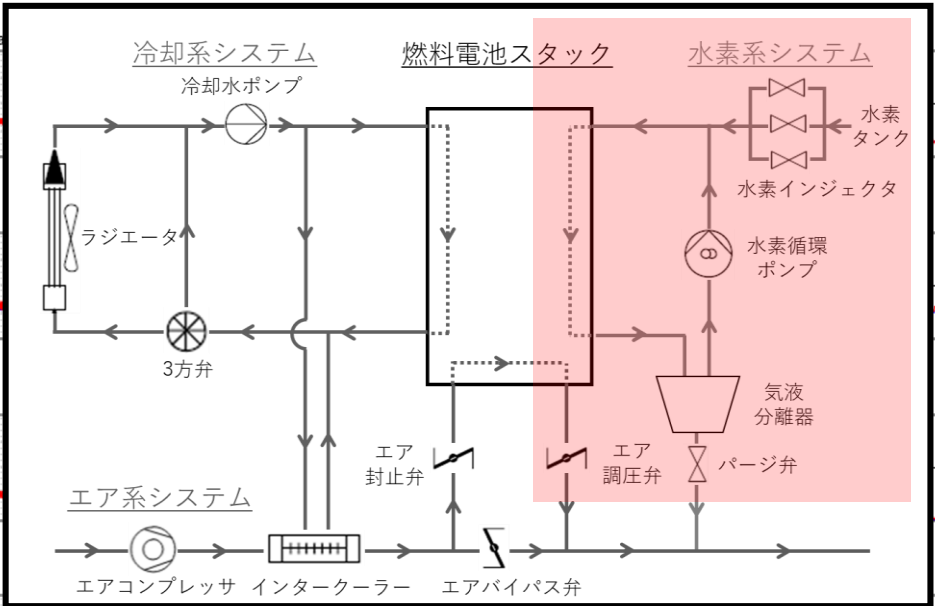 冷却系システム
燃料電池スタック
水素系システム
冷却水ポンプ
水素
タンク
水素インジェクタ
ラジエータ
水素循環
ポンプ
3方弁
気液
分離器
エア
封止弁
エア
調圧弁
パージ弁
エア系システム
エアコンプレッサ
インタークーラー
エアバイパス弁